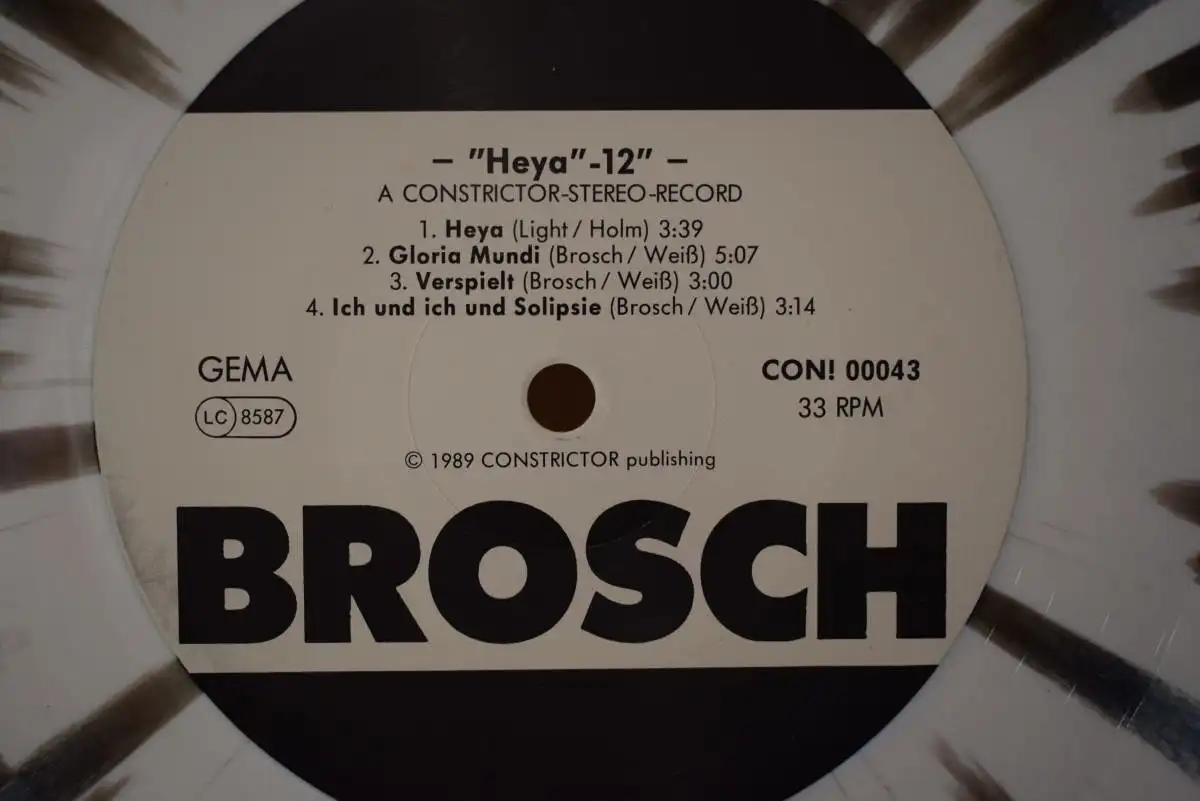 – "Heya"-12" –
A CONSTRICTOR-STEREO-RECORD
1. Heya (Light / Holm) 3:39
2. Gloria Mundi (Brosch / Weiß) 5:07
3. Verspielt (Brosch / Weiß) 3:00
4. Ich und ich und Solipsie (Brosch / Weiß) 3:14
GEMA
LC 8587
CON! 00043
33 RPM
© 1989 CONSTRICTOR publishing
BROSCH